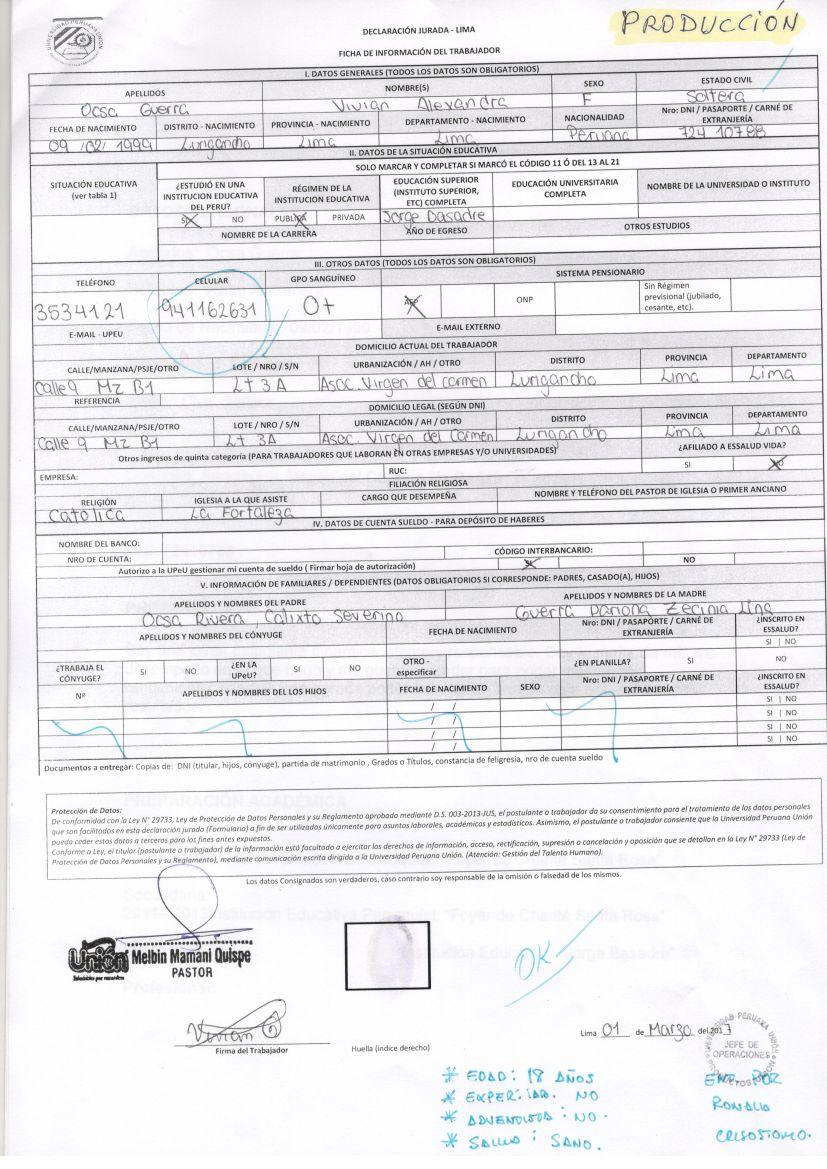 UNIVERSIDAD PERUANA UNIÓN
PRODUCCIÓN
DECLARACIÓN JURADA - LIMA
FICHA DE INFORMACIÓN DEL TRABAJADOR
I. DATOS GENERALES (TODOS LOS DATOS SON OBLIGATORIOS)
APELLIDOS NOMBRE(S) SEXO ESTADO CIVIL
Ocsa Guerra Vivian Alexandra F Soltera
FECHA DE NACIMIENTO DISTRITO - NACIMIENTO PROVINCIA - NACIMIENTO DEPARTAMENTO - NACIMIENTO NACIONALIDAD Nro: DNI / PASAPORTE / CARNÉ DE EXTRANJERÍA
09 /02/ 1999 Lurigancho Lima Lima Peruana 72410788
II. DATOS DE LA SITUACIÓN EDUCATIVA
SOLO MARCAR Y COMPLETAR SI MARCÓ EL CÓDIGO 11 Ó DEL 13 AL 21
SITUACIÓN EDUCATIVA (ver tabla 1) ¿ESTUDIÓ EN UNA INSTITUCION EDUCATIVA DEL PERU? RÉGIMEN DE LA INSTITUCION EDUCATIVA EDUCACIÓN SUPERIOR (INSTITUTO SUPERIOR, ETC) COMPLETA EDUCACIÓN UNIVERSITARIA COMPLETA NOMBRE DE LA UNIVERSIDAD O INSTITUTO
SI NO PUBLICA PRIVADA Jorge Basadre
NOMBRE DE LA CARRERA AÑO DE EGRESO OTROS ESTUDIOS
III. OTROS DATOS (TODOS LOS DATOS SON OBLIGATORIOS)
TELÉFONO CELULAR GPO SANGUÍNEO SISTEMA PENSIONARIO
3534121 941162631 O+ AFP ONP Sin Régimen previsional (jubilado, cesante, etc).
E-MAIL - UPEU E-MAIL EXTERNO
DOMICILIO ACTUAL DEL TRABAJADOR
CALLE/MANZANA/PSJE/OTRO LOTE / NRO / S/N URBANIZACIÓN / AH / OTRO DISTRITO PROVINCIA DEPARTAMENTO
Calle 9 Mz B1 Lt 3A Asoc. Virgen del carmen Lurigancho Lima Lima
REFERENCIA
DOMICILIO LEGAL (SEGÚN DNI)
CALLE/MANZANA/PSJE/OTRO LOTE / NRO / S/N URBANIZACIÓN / AH / OTRO DISTRITO PROVINCIA DEPARTAMENTO
Calle 9 Mz B1 Lt 3A Asoc. Virgen del Carmen Lurigancho Lima Lima
Otros ingresos de quinta categoría (PARA TRABAJADORES QUE LABORAN EN OTRAS EMPRESAS Y/O UNIVERSIDADES) ¿AFILIADO A ESSALUD VIDA?
EMPRESA: RUC: SI NO
FILIACIÓN RELIGIOSA
RELIGIÓN IGLESIA A LA QUE ASISTE CARGO QUE DESEMPEÑA NOMBRE Y TELÉFONO DEL PASTOR DE IGLESIA O PRIMER ANCIANO
Catolica La Fortaleza
IV. DATOS DE CUENTA SUELDO - PARA DEPÓSITO DE HABERES
NOMBRE DEL BANCO:
NRO DE CUENTA: CÓDIGO INTERBANCARIO:
Autorizo a la UPeU gestionar mi cuenta de sueldo ( Firmar hoja de autorización) SI NO
V. INFORMACIÓN DE FAMILIARES / DEPENDIENTES (DATOS OBLIGATORIOS SI CORRESPONDE: PADRES, CASADO(A), HIJOS)
APELLIDOS Y NOMBRES DEL PADRE APELLIDOS Y NOMBRES DE LA MADRE
Ocsa Rivera, Calixto Severino Guerra Pariona Zecinia Lina
APELLIDOS Y NOMBRES DEL CÓNYUGE FECHA DE NACIMIENTO Nro: DNI / PASAPORTE / CARNÉ DE EXTRANJERÍA ¿INSCRITO EN ESSALUD?
SI | NO
¿TRABAJA EL CÓNYUGE? SI NO ¿EN LA UPeU? SI NO OTRO - especificar ¿EN PLANILLA? SI NO
Nº APELLIDOS Y NOMBRES DEL LOS HIJOS FECHA DE NACIMIENTO SEXO Nro: DNI / PASAPORTE / CARNÉ DE EXTRANJERÍA ¿INSCRITO EN ESSALUD?
/ / SI | NO
/ / SI | NO
/ / SI | NO
/ / SI | NO
Documentos a entregar: Copias de: DNI (titular, hijos, cónyuge), partida de matrimonio , Grados o Títulos, constancia de feligresia, nro de cuenta sueldo
Protección de Datos:
De conformidad con la Ley N° 29733, Ley de Protección de Datos Personales y su Reglamento aprobado mediante D.S. 003-2013-JUS, el postulante o trabajador da su consentimiento para el tratamiento de los datos personales
que son facilitados en esta declaración jurada (Formulario) a fin de ser utilizados únicamente para asuntos laborales, académicos y estadísticos. Asimismo, el postulante o trabajador consiente que la Universidad Peruana Unión
pueda ceder estos datos a terceros para los fines antes expuestos.
Conforme a Ley, el titular (postulante o trabajador) de la información está facultado a ejercitar los derechos de información, acceso, rectificación, supresión o cancelación y oposición que se detallan en la Ley N° 29733 (Ley de
Protección de Datos Personales y su Reglamento), mediante comunicación escrita dirigida a la Universidad Peruana Unión. (Atención: Gestión del Talento Humano).
Los datos Consignados son verdaderos, caso contrario soy responsable de la omisión o falsedad de los mismos.
Unión
Melbin Mamani Quispe
PASTOR
OK
Vivian
Firma del Trabajador
Huella (índice derecho)
Lima 01 de Marzo del 2017
JEFE DE OPERACIONES
* EDAD: 18 AÑOS
* EXPER: LAB. NO
* ADVENTISTA: NO.
* SALUD: SANO.
ENT. POR
RONALD
CRISOSTOMO.